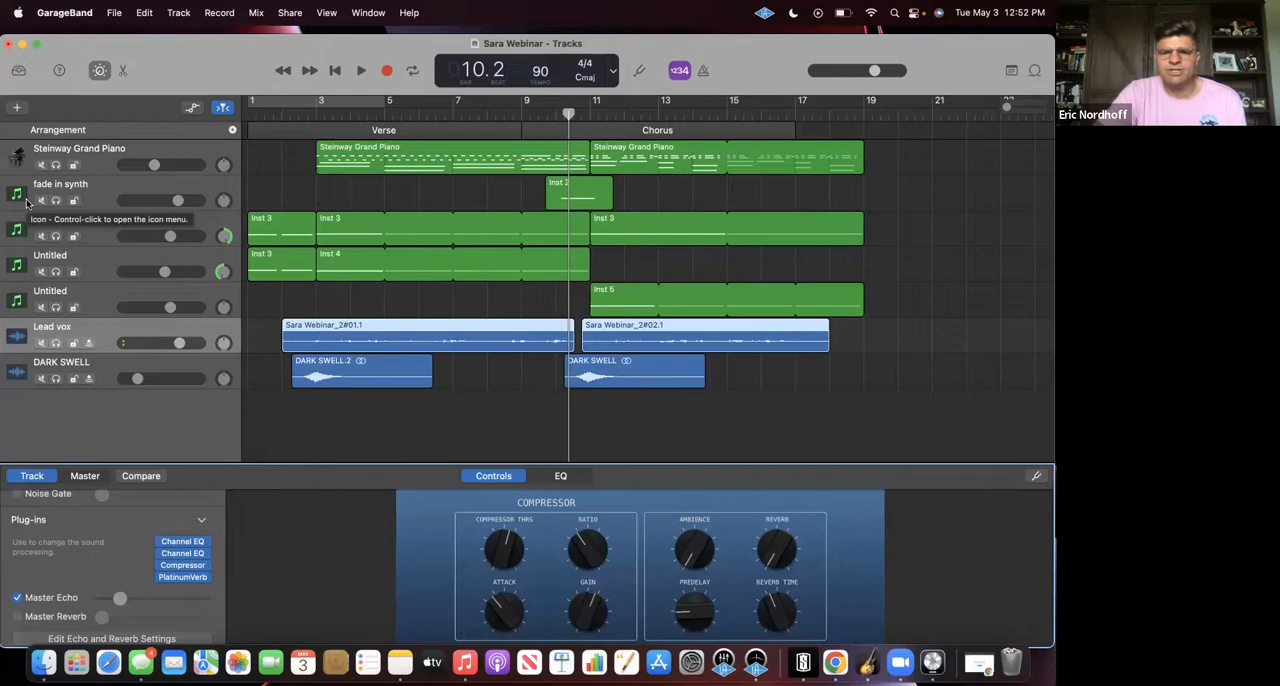 GarageBand File Edit Track Record Mix Share View Window Help Tue May 3 12:52 PM
Sara Webinar - Tracks
10.2 90 4/4 Cmaj 1234
BAR BEAT TEMPO
1 3 5 7 9 11 13 15 17 19 21
Arrangement Verse Chorus
Steinway Grand Piano
Steinway Grand Piano Steinway Grand Piano
fade in synth
Inst 2
Icon - Control-click to open the icon menu.
Inst 3 Inst 3 Inst 3
Untitled
Inst 3 Inst 4
Untitled
Inst 5
Lead vox
Sara Webinar_2#01.1 Sara Webinar_2#02.1
DARK SWELL
DARK SWELL.2 DARK SWELL
Track Master Compare Controls EQ
Noise Gate
Plug-ins
Use to change the sound
processing.
Channel EQ
Channel EQ
Compressor
PlatinumVerb
Master Echo
Master Reverb
Edit Echo and Reverb Settings
COMPRESSOR
COMPRESSOR THRS RATIO AMBIENCE REVERB
ATTACK GAIN PREDELAY REVERB TIME
Eric Nordhoff
4
MAY
3
tv